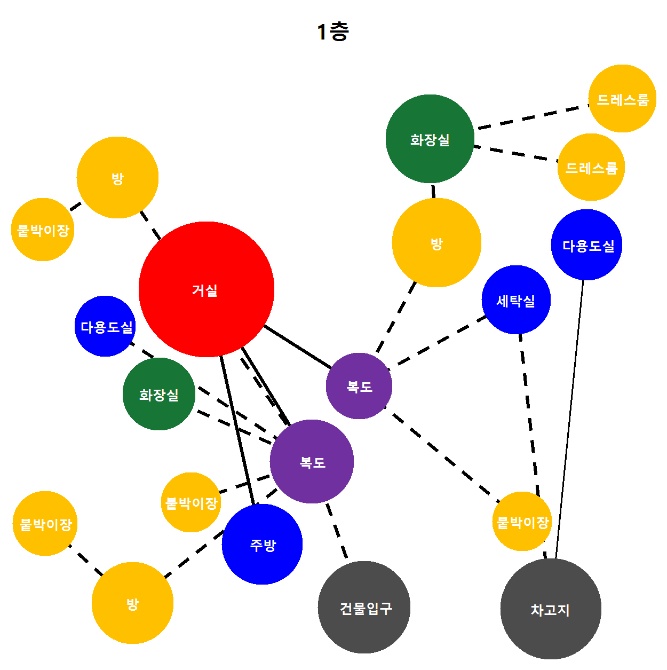 1층
드레스룸
화장실
드레스룸
방
붙박이장
방
다용도실
거실
세탁실
다용도실
복도
화장실
복도
붙박이장
붙박이장
붙박이장
주방
방
건물입구
차고지